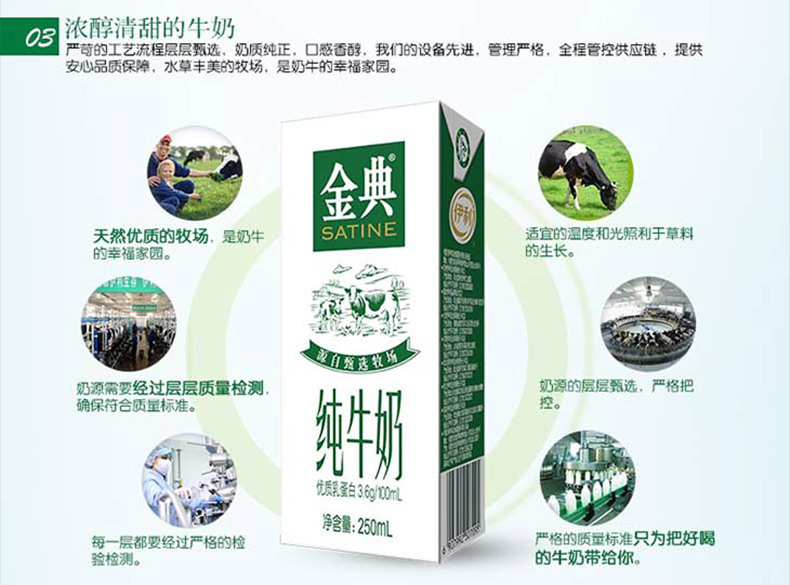 03 浓醇清甜的牛奶
严苛的工艺流程层层甄选，奶质纯正，口感香醇，我们的设备先进，管理严格，全程管控供应链，提供
安心品质保障，水草丰美的牧场，是奶牛的幸福家园。
天然优质的牧场，是奶牛
的幸福家园。
奶源需要经过层层质量检测，
确保符合质量标准。
每一层都要经过严格的检
验检测。
金典®
SATINE
源自甄选牧场
纯牛奶
优质乳蛋白 3.6g/100mL
净含量：250mL
伊利
适宜的温度和光照利于草料
的生长。
奶源的层层甄选，严格把
控。
严格的质量标准只为把好喝
的牛奶带给你。